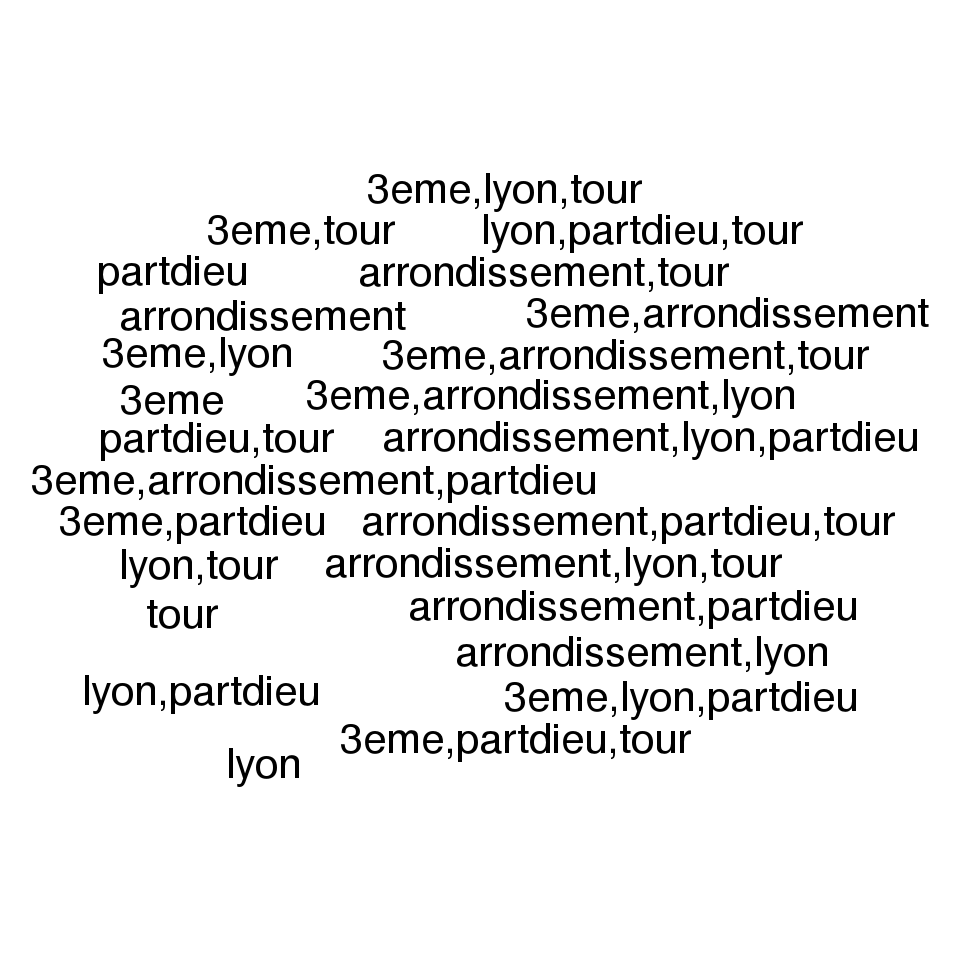 3eme,lyon,tour
3eme,tour lyon,partdieu,tour
partdieu arrondissement,tour
arrondissement 3eme,arrondissement
3eme,lyon 3eme,arrondissement,tour
3eme 3eme,arrondissement,lyon
partdieu,tour arrondissement,lyon,partdieu
3eme,arrondissement,partdieu
3eme,partdieu arrondissement,partdieu,tour
lyon,tour arrondissement,lyon,tour
tour arrondissement,partdieu
arrondissement,lyon
lyon,partdieu 3eme,lyon,partdieu
3eme,partdieu,tour
lyon